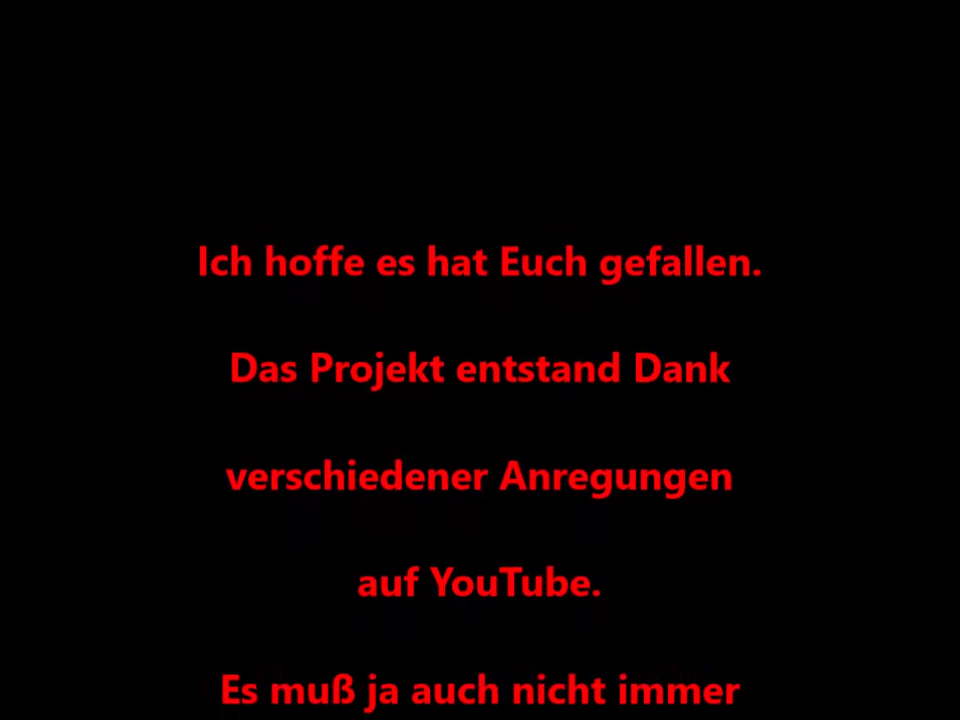 Ich hoffe es hat Euch gefallen.
Das Projekt entstand Dank
verschiedener Anregungen
auf YouTube.
Es muß ja auch nicht immer